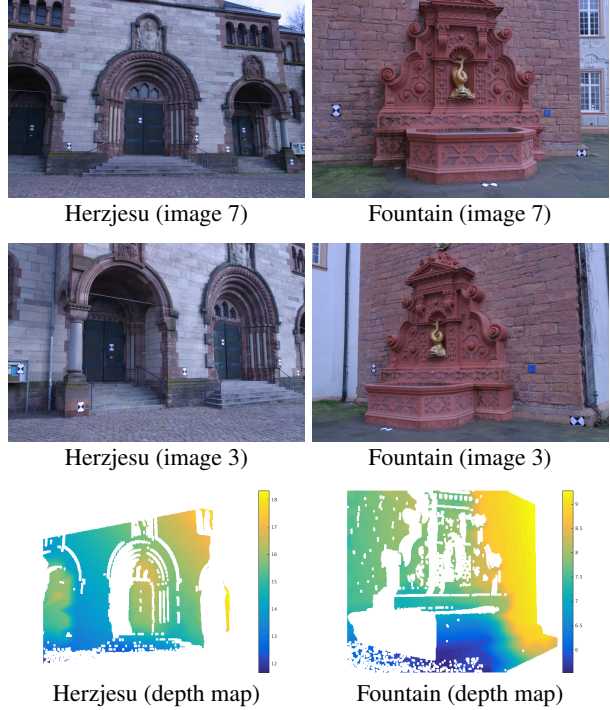 Herzjesu (image 7)
Fountain (image 7)
Herzjesu (image 3)
Fountain (image 3)
18
17
16
15
14
13
12
9
8.5
8
7.5
7
6.5
6
Herzjesu (depth map)
Fountain (depth map)